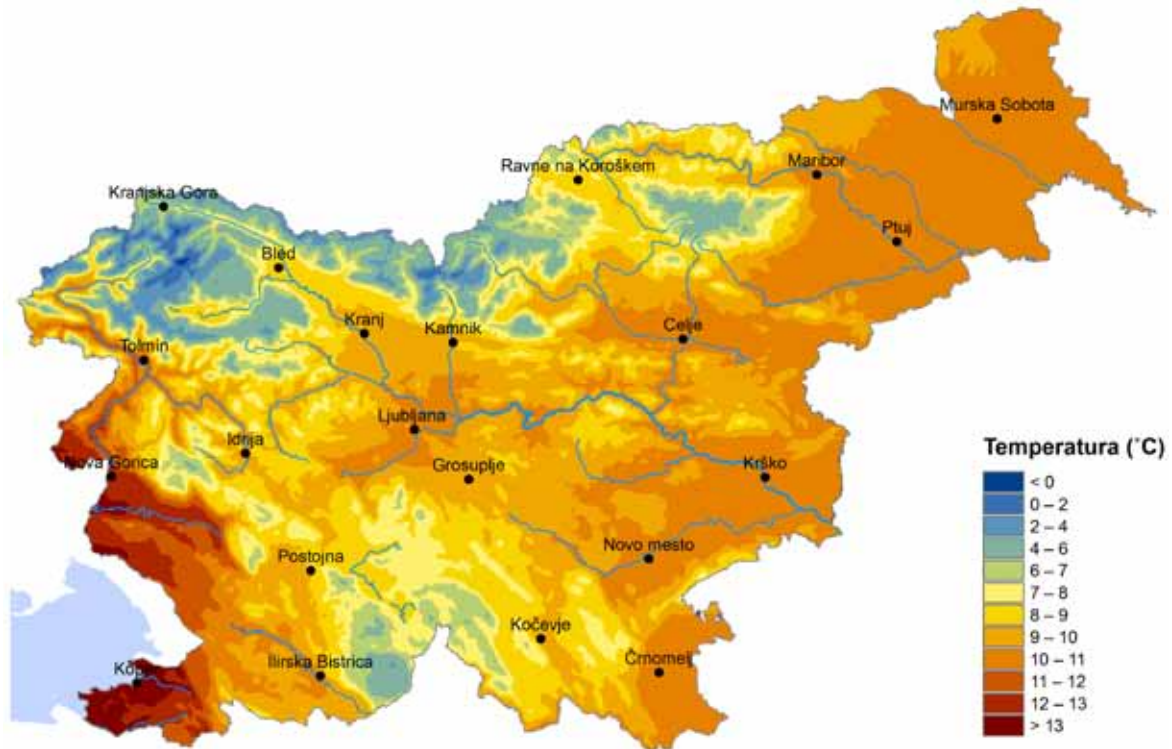 Murska Sobota
Ravne na Koroškem
Maribor
Kranjska Gora
Ptuj
Bled
Kranj
Kamnik
Celje
Tolmin
Ljubljana
Idrija
Nova Gorica
Grosuplje
Krško
Postojna
Novo mesto
Kočevje
Ilirska Bistrica
Črnomelj
Koper
Temperatura (°C)
< 0
0 – 2
2 – 4
4 – 6
6 – 7
7 – 8
8 – 9
9 – 10
10 – 11
11 – 12
12 – 13
> 13